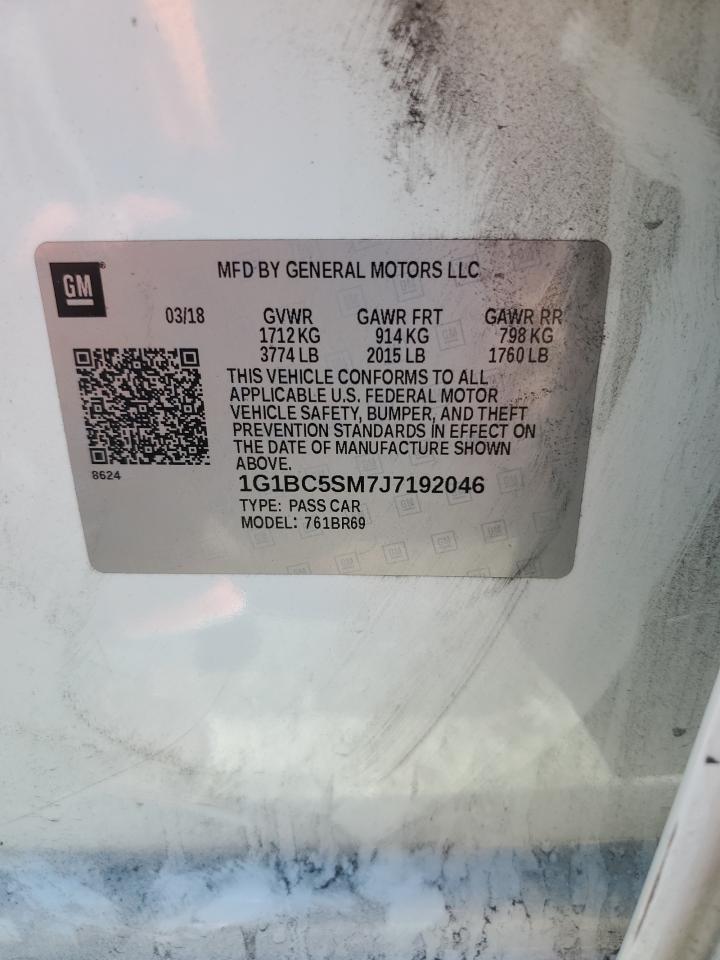 GM
MFD BY GENERAL MOTORS LLC
03/18 GVWR GAWR FRT GAWR RR
1712 KG 914 KG 798 KG
3774 LB 2015 LB 1760 LB
THIS VEHICLE CONFORMS TO ALL
APPLICABLE U.S. FEDERAL MOTOR
VEHICLE SAFETY, BUMPER, AND THEFT
PREVENTION STANDARDS IN EFFECT ON
THE DATE OF MANUFACTURE SHOWN
ABOVE.
8624
1G1BC5SM7J7192046
TYPE: PASS CAR
MODEL: 761BR69